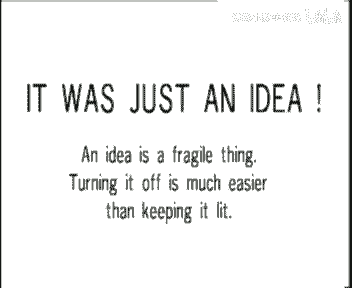 IT WAS JUST AN IDEA !
An idea is a fragile thing.
Turning it off is much easier
than keeping it lit.